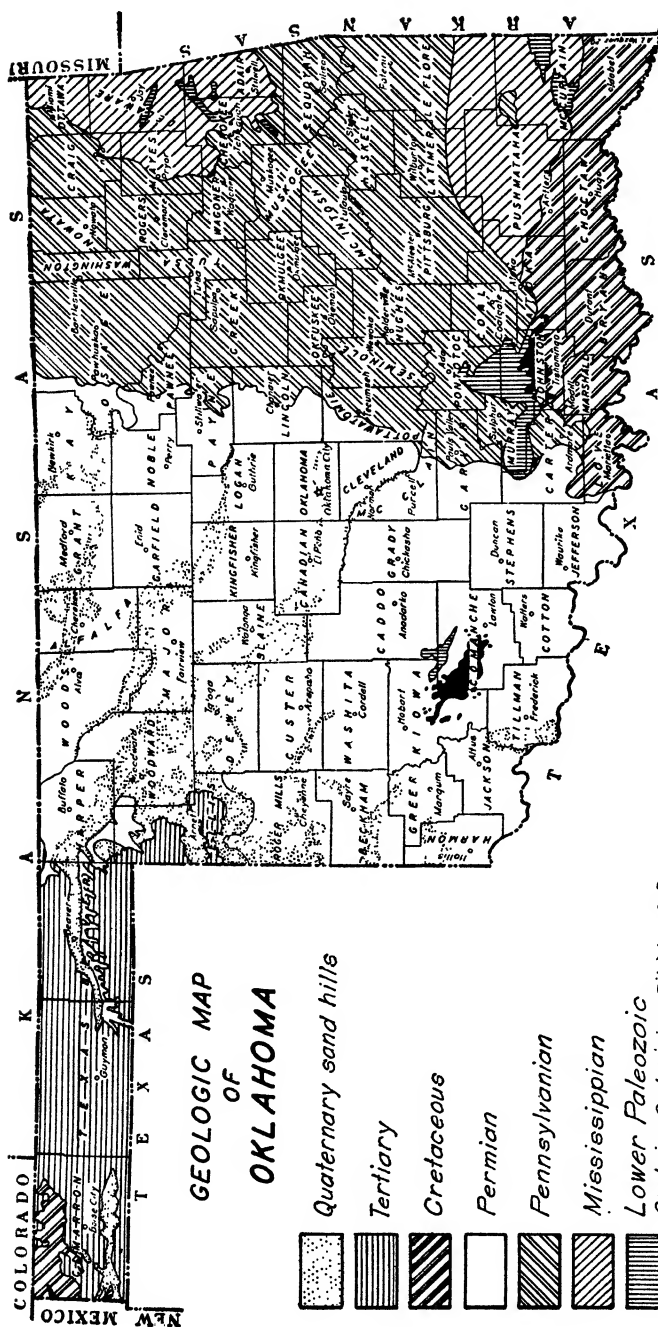 COLORADO
NEW MEXICO
KANSAS
MISSOURI
ARKANSAS
TEXAS
TEXAS
CIMARRON
Boise City
TEXAS
Guymon
BEAVER
Beaver
HARPER
Buffalo
WOODS
Alva
ALFALFA
Cherokee
GRANT
Medford
KAY
Newkirk
OSAGE
Pawhuska
WASHINGTON
Bartlesville
NOWATA
Nowata
CRAIG
OTTAWA
Miami
ELLIS
Arnett
WOODWARD
Woodward
MAJOR
Fairview
GARFIELD
Enid
NOBLE
Perry
PAWNEE
Pawnee
TULSA
Tulsa
ROGERS
Claremore
MAYES
Pryor
ROGER MILLS
Cheyenne
DEWEY
Taloga
BLAINE
Watonga
KINGFISHER
Kingfisher
LOGAN
Guthrie
PAYNE
Stillwater
CREEK
Sapulpa
WAGONER
CHEROKEE
ADAIR
Stilwell
BECKHAM
Sayre
CUSTER
Arapaho
CANADIAN
El Reno
OKLAHOMA
Oklahoma City
LINCOLN
Chandler
OKFUSKEE
Okemah
OKMULGEE
Okmulgee
MUSKOGEE
Muskogee
SEQUOYAH
WASHITA
Cordell
CADDO
Anadarko
GRADY
Chickasha
CLEVELAND
Norman
McCLAIN
Purcell
POTTAWATOMIE
Tecumseh
SEMINOLE
Wewoka
HUGHES
Holdenville
McINTOSH
Eufaula
HASKELL
Stigler
LE FLORE
Poteau
HARMON
Hollis
GREER
Mangum
KIOWA
Hobart
COMANCHE
Lawton
STEPHENS
Duncan
GARVIN
Pauls Valley
PONTOTOC
Ada
PITTSBURG
McAlester
LATIMER
Wilburton
JACKSON
Altus
TILLMAN
Frederick
COTTON
Walters
JEFFERSON
Waurika
CARTER
Ardmore
MURRAY
Sulphur
JOHNSTON
Tishomingo
COAL
Coalgate
ATOKA
Atoka
PUSHMATAHA
Antlers
LOVE
Marietta
MARSHALL
Madill
BRYAN
Durant
CHOCTAW
Hugo
McCURTAIN
Idabel
GEOLOGIC MAP
OF
OKLAHOMA
Quaternary sand hills
Tertiary
Cretaceous
Permian
Pennsylvanian
Mississippian
Lower Paleozoic